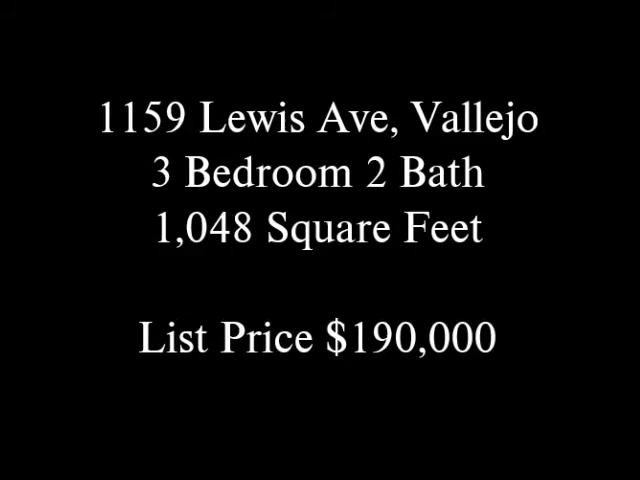 1159 Lewis Ave, Vallejo
3 Bedroom 2 Bath
1,048 Square Feet
List Price $190,000